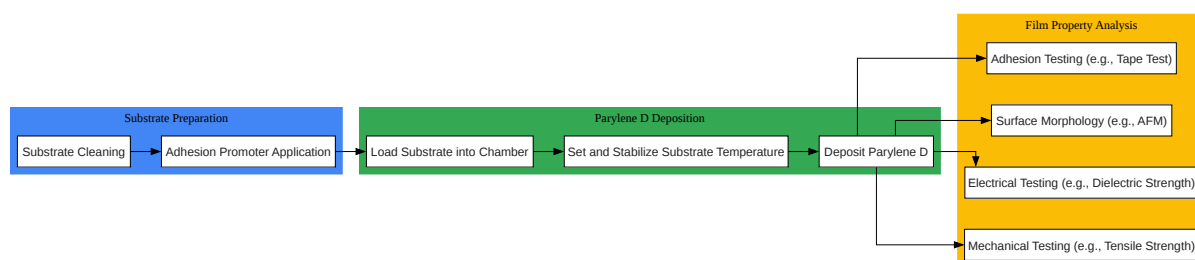 Substrate Preparation
Substrate Cleaning
Adhesion Promoter Application
Parylene D Deposition
Load Substrate into Chamber
Set and Stabilize Substrate Temperature
Deposit Parylene D
Film Property Analysis
Adhesion Testing (e.g., Tape Test)
Surface Morphology (e.g., AFM)
Electrical Testing (e.g., Dielectric Strength)
Mechanical Testing (e.g., Tensile Strength)